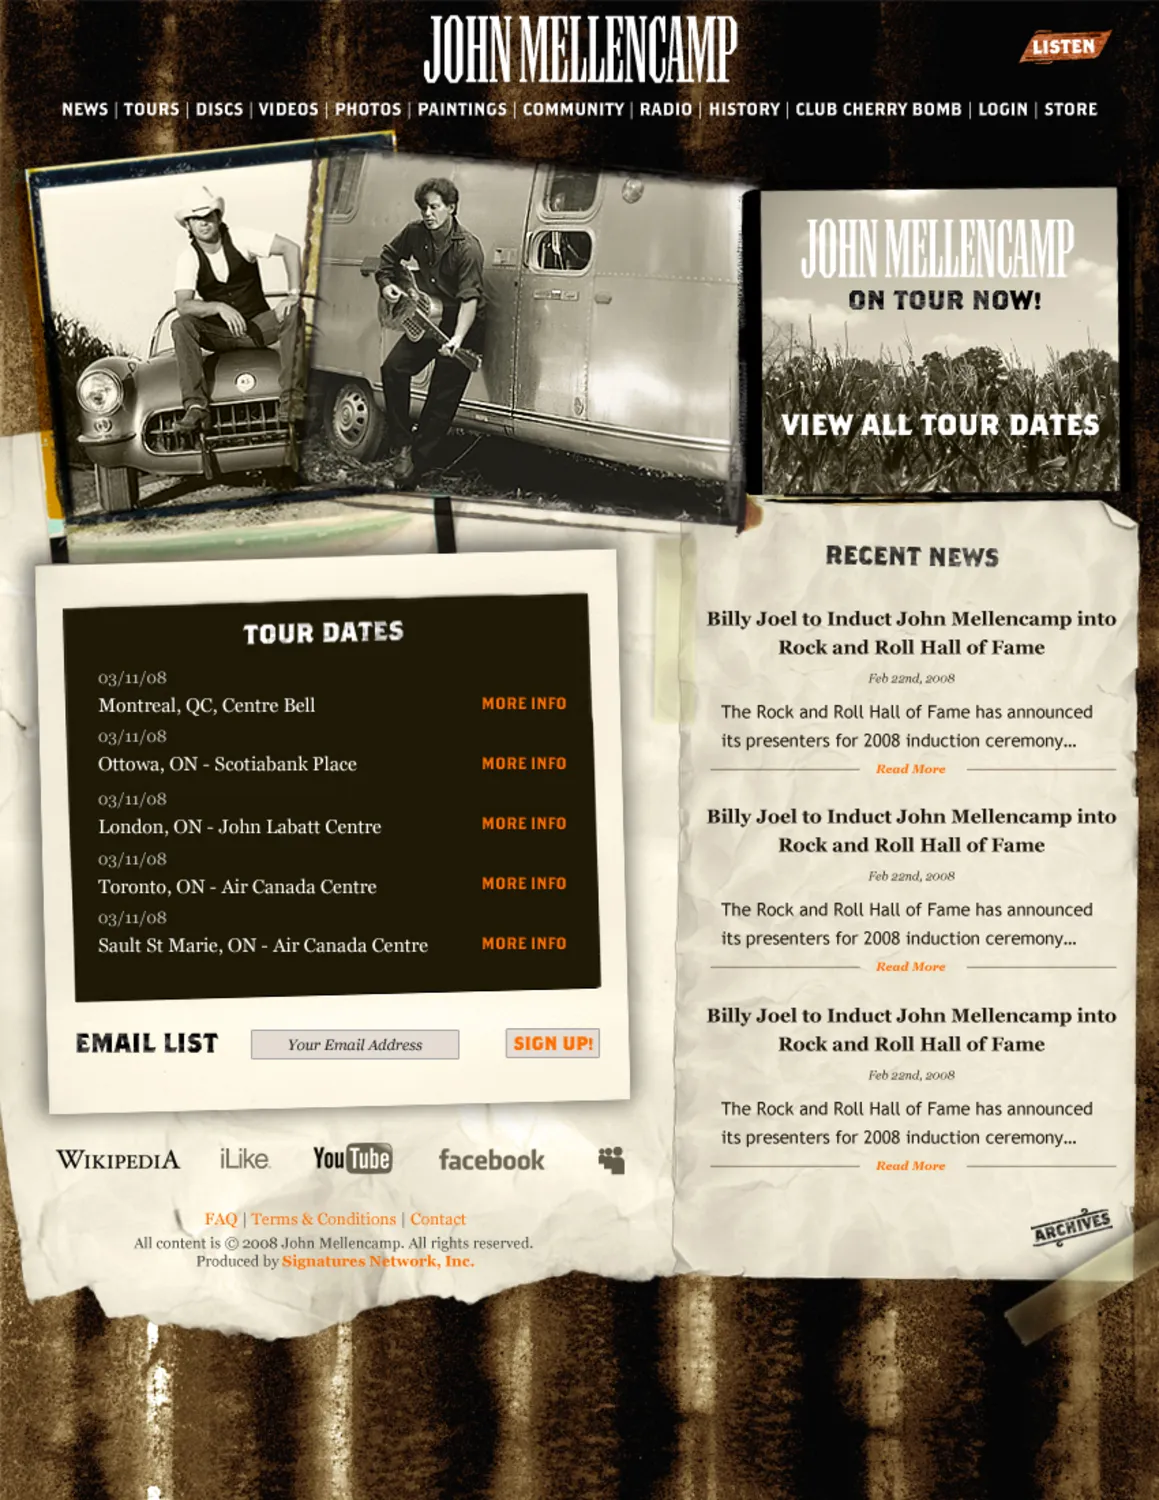 JOHN MELLENCAMP
LISTEN
NEWS | TOURS | DISCS | VIDEOS | PHOTOS | PAINTINGS | COMMUNITY | RADIO | HISTORY | CLUB CHERRY BOMB | LOGIN | STORE
JOHN MELLENCAMP
ON TOUR NOW!
VIEW ALL TOUR DATES
TOUR DATES
03/11/08
Montreal, QC, Centre Bell MORE INFO
03/11/08
Ottowa, ON - Scotiabank Place MORE INFO
03/11/08
London, ON - John Labatt Centre MORE INFO
03/11/08
Toronto, ON - Air Canada Centre MORE INFO
03/11/08
Sault St Marie, ON - Air Canada Centre MORE INFO
EMAIL LIST Your Email Address SIGN UP!
WIKIPEDIA iLike YouTube facebook
FAQ | Terms & Conditions | Contact
All content is © 2008 John Mellencamp. All rights reserved.
Produced by Signatures Network, Inc.
RECENT NEWS
Billy Joel to Induct John Mellencamp into
Rock and Roll Hall of Fame
Feb 22nd, 2008
The Rock and Roll Hall of Fame has announced
its presenters for 2008 induction ceremony...
Read More
Billy Joel to Induct John Mellencamp into
Rock and Roll Hall of Fame
Feb 22nd, 2008
The Rock and Roll Hall of Fame has announced
its presenters for 2008 induction ceremony...
Read More
Billy Joel to Induct John Mellencamp into
Rock and Roll Hall of Fame
Feb 22nd, 2008
The Rock and Roll Hall of Fame has announced
its presenters for 2008 induction ceremony...
Read More
ARCHIVES